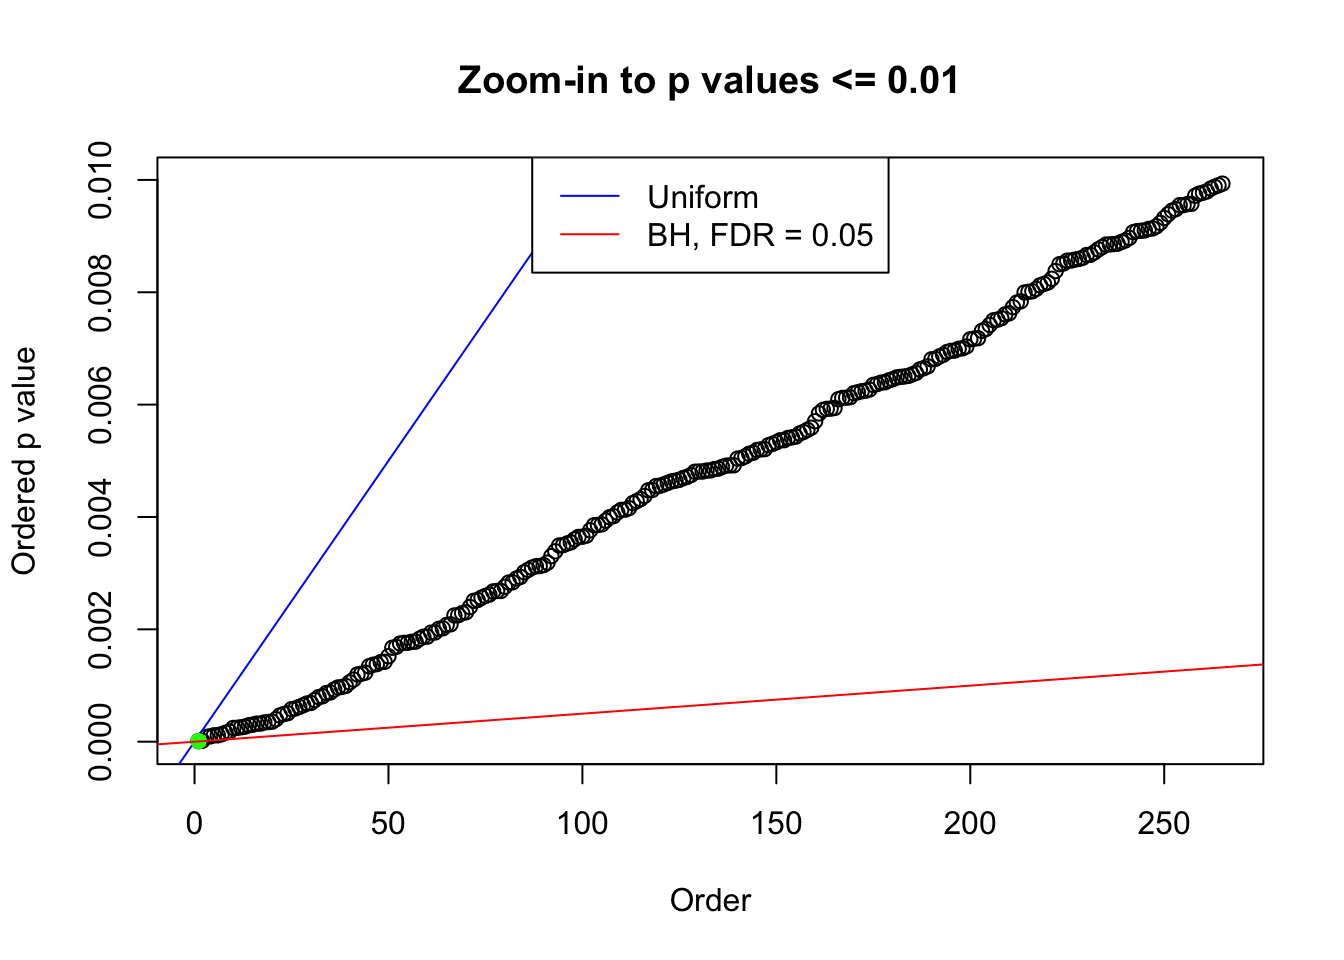 Zoom-in to p values <= 0.01
Uniform
BH, FDR = 0.05
Ordered p value
0.010
0.008
0.006
0.004
0.002
0.000
0 50 100 150 200 250
Order